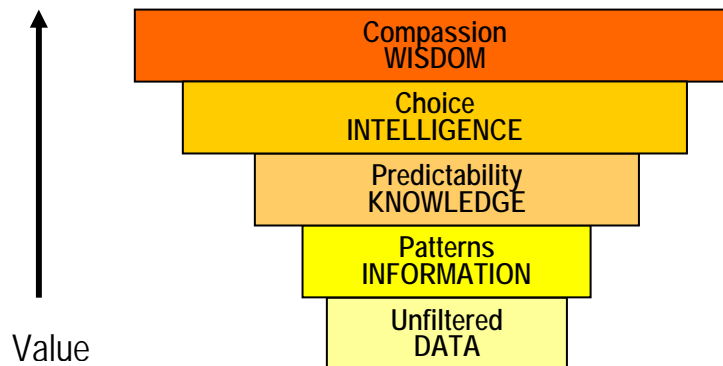 Compassion
WISDOM
Choice
INTELLIGENCE
Predictability
KNOWLEDGE
Patterns
INFORMATION
Unfiltered
DATA
Value